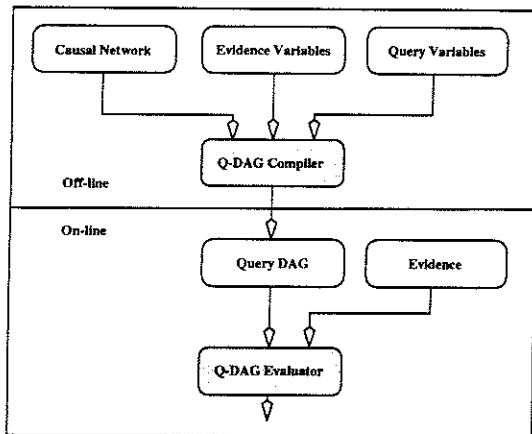 Causal Network
Evidence Variables
Query Variables
Q-DAG Compiler
Off-line
On-line
Query DAG
Evidence
Q-DAG Evaluator